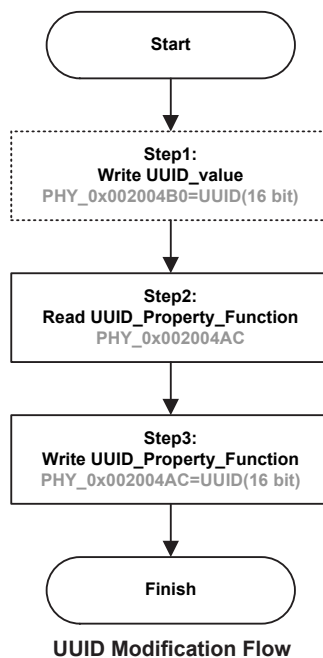 Start
Step1:
Write UUID_value
PHY_0x002004B0=UUID(16 bit)
Step2:
Read UUID_Property_Function
PHY_0x002004AC
Step3:
Write UUID_Property_Function
PHY_0x002004AC=UUID(16 bit)
Finish
UUID Modification Flow